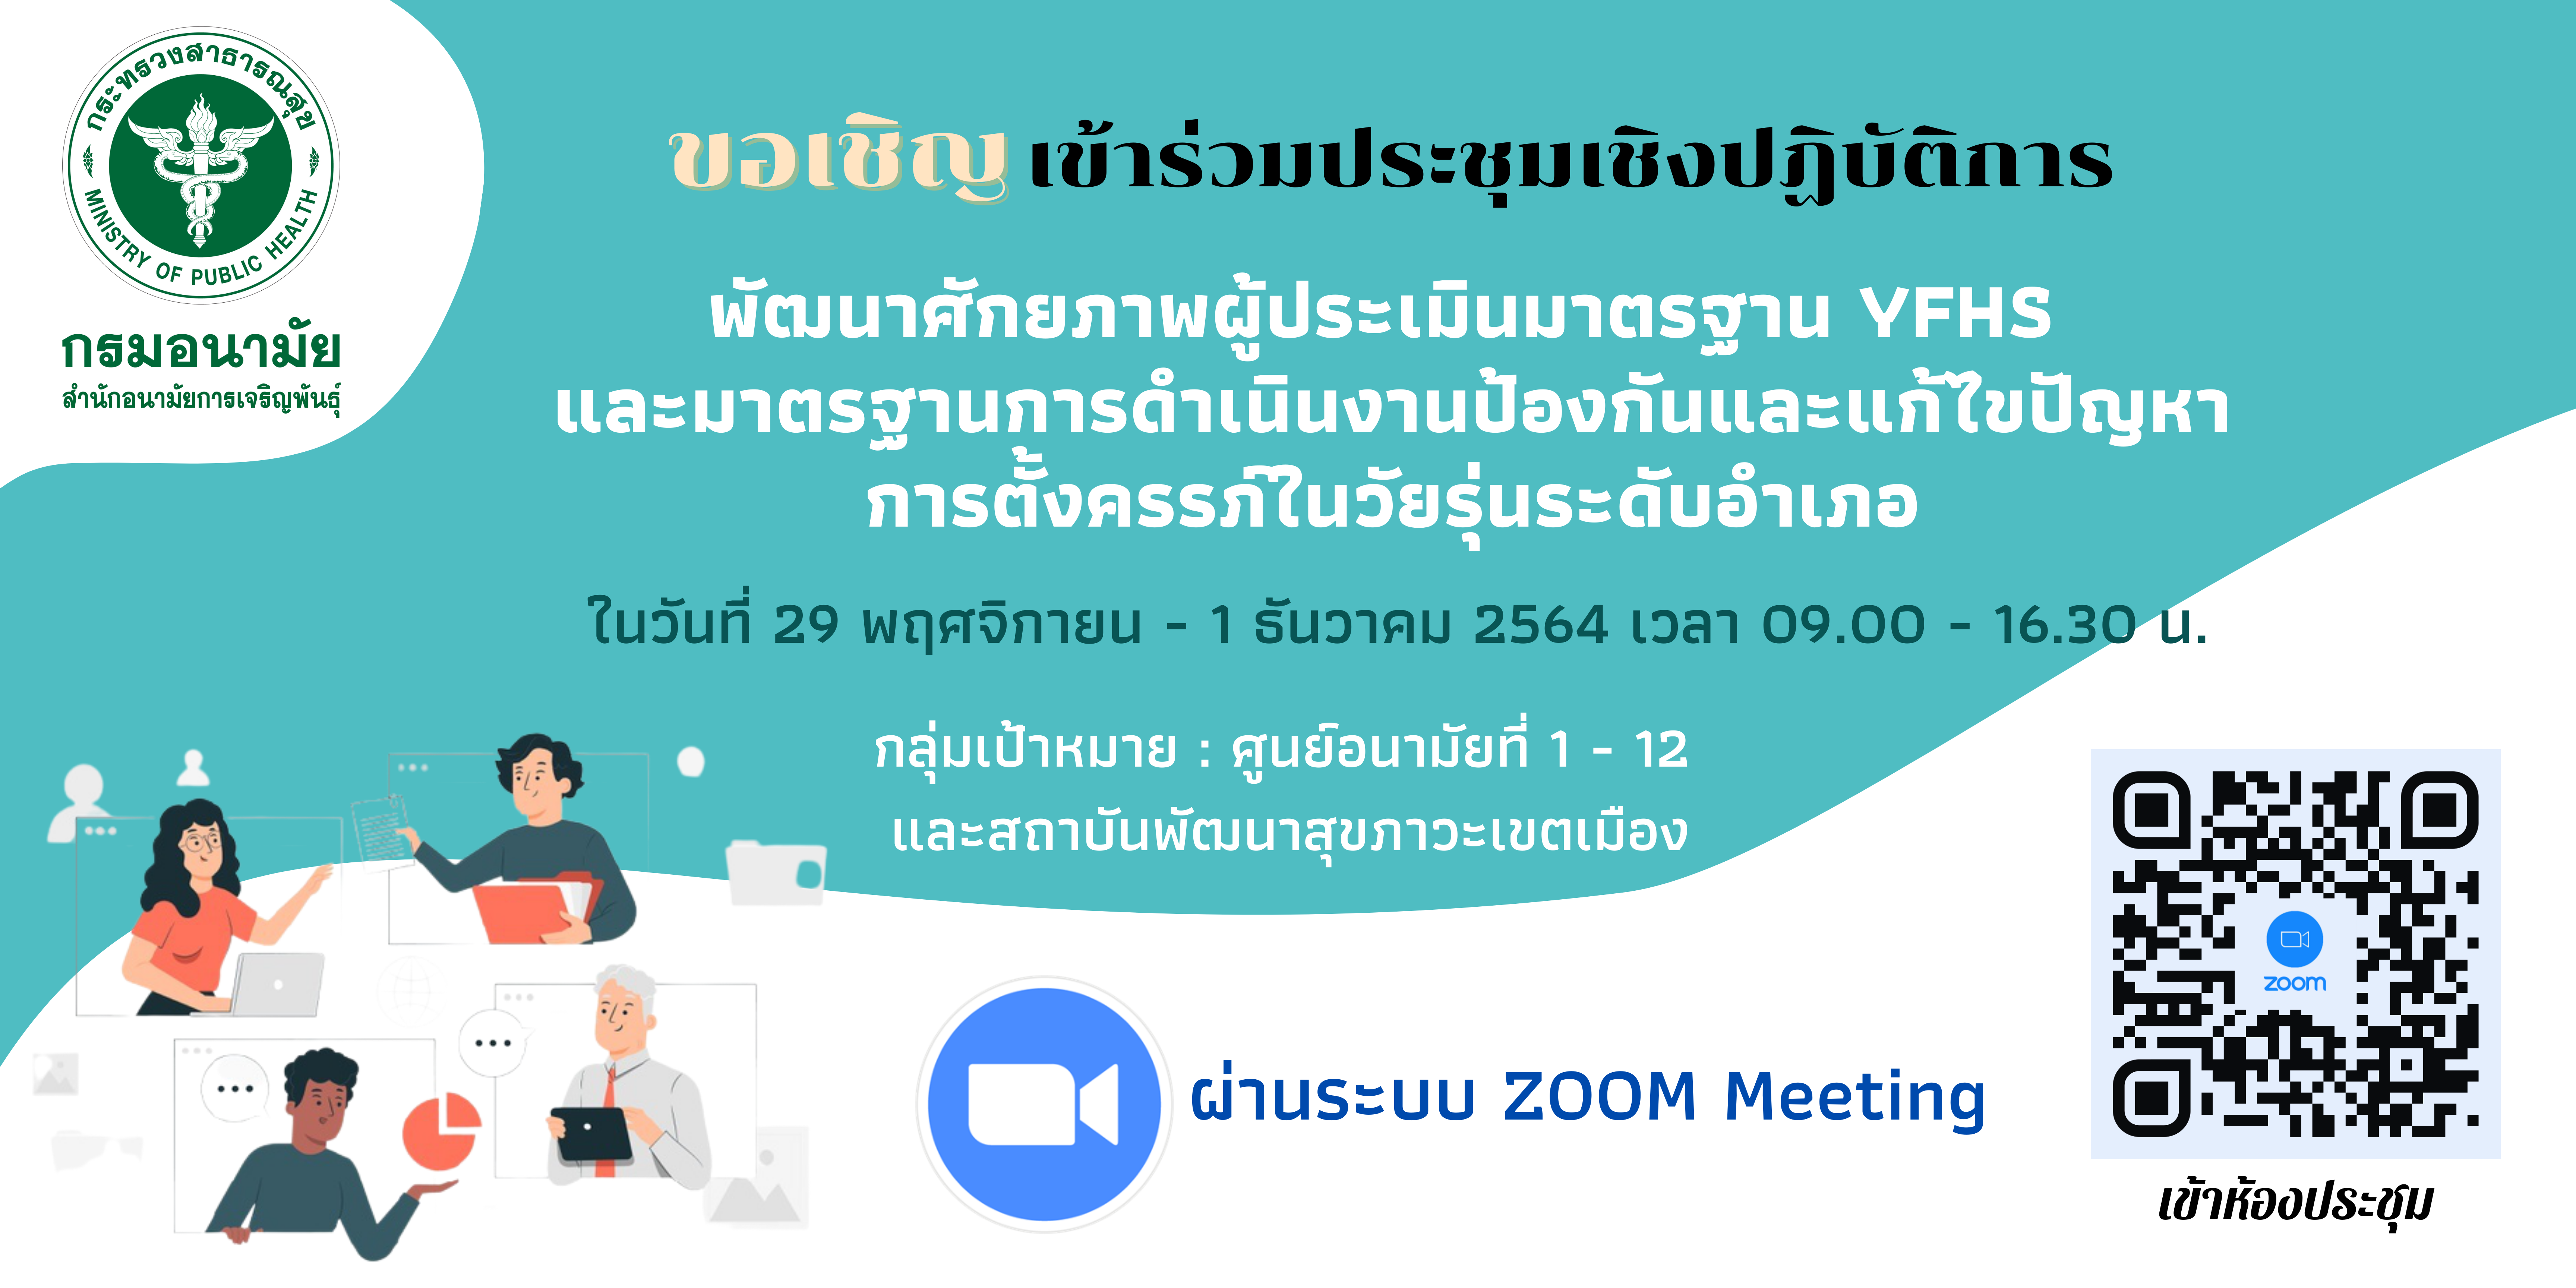 กระทรวงสาธารณสุข
MINISTRY OF PUBLIC HEALTH
กรมอนามัย
สำนักอนามัยการเจริญพันธุ์
ขอเชิญ เข้าร่วมประชุมเชิงปฏิบัติการ
พัฒนาศักยภาพผู้ประเมินมาตรฐาน YFHS
และมาตรฐานการดำเนินงานป้องกันและแก้ไขปัญหา
การตั้งครรภ์ในวัยรุ่นระดับอำเภอ
ในวันที่ 29 พฤศจิกายน - 1 ธันวาคม 2564 เวลา 09.00 - 16.30 น.
กลุ่มเป้าหมาย : ศูนย์อนามัยที่ 1 - 12
และสถาบันพัฒนาสุขภาวะเขตเมือง
ผ่านระบบ ZOOM Meeting
zoom
เข้าห้องประชุม